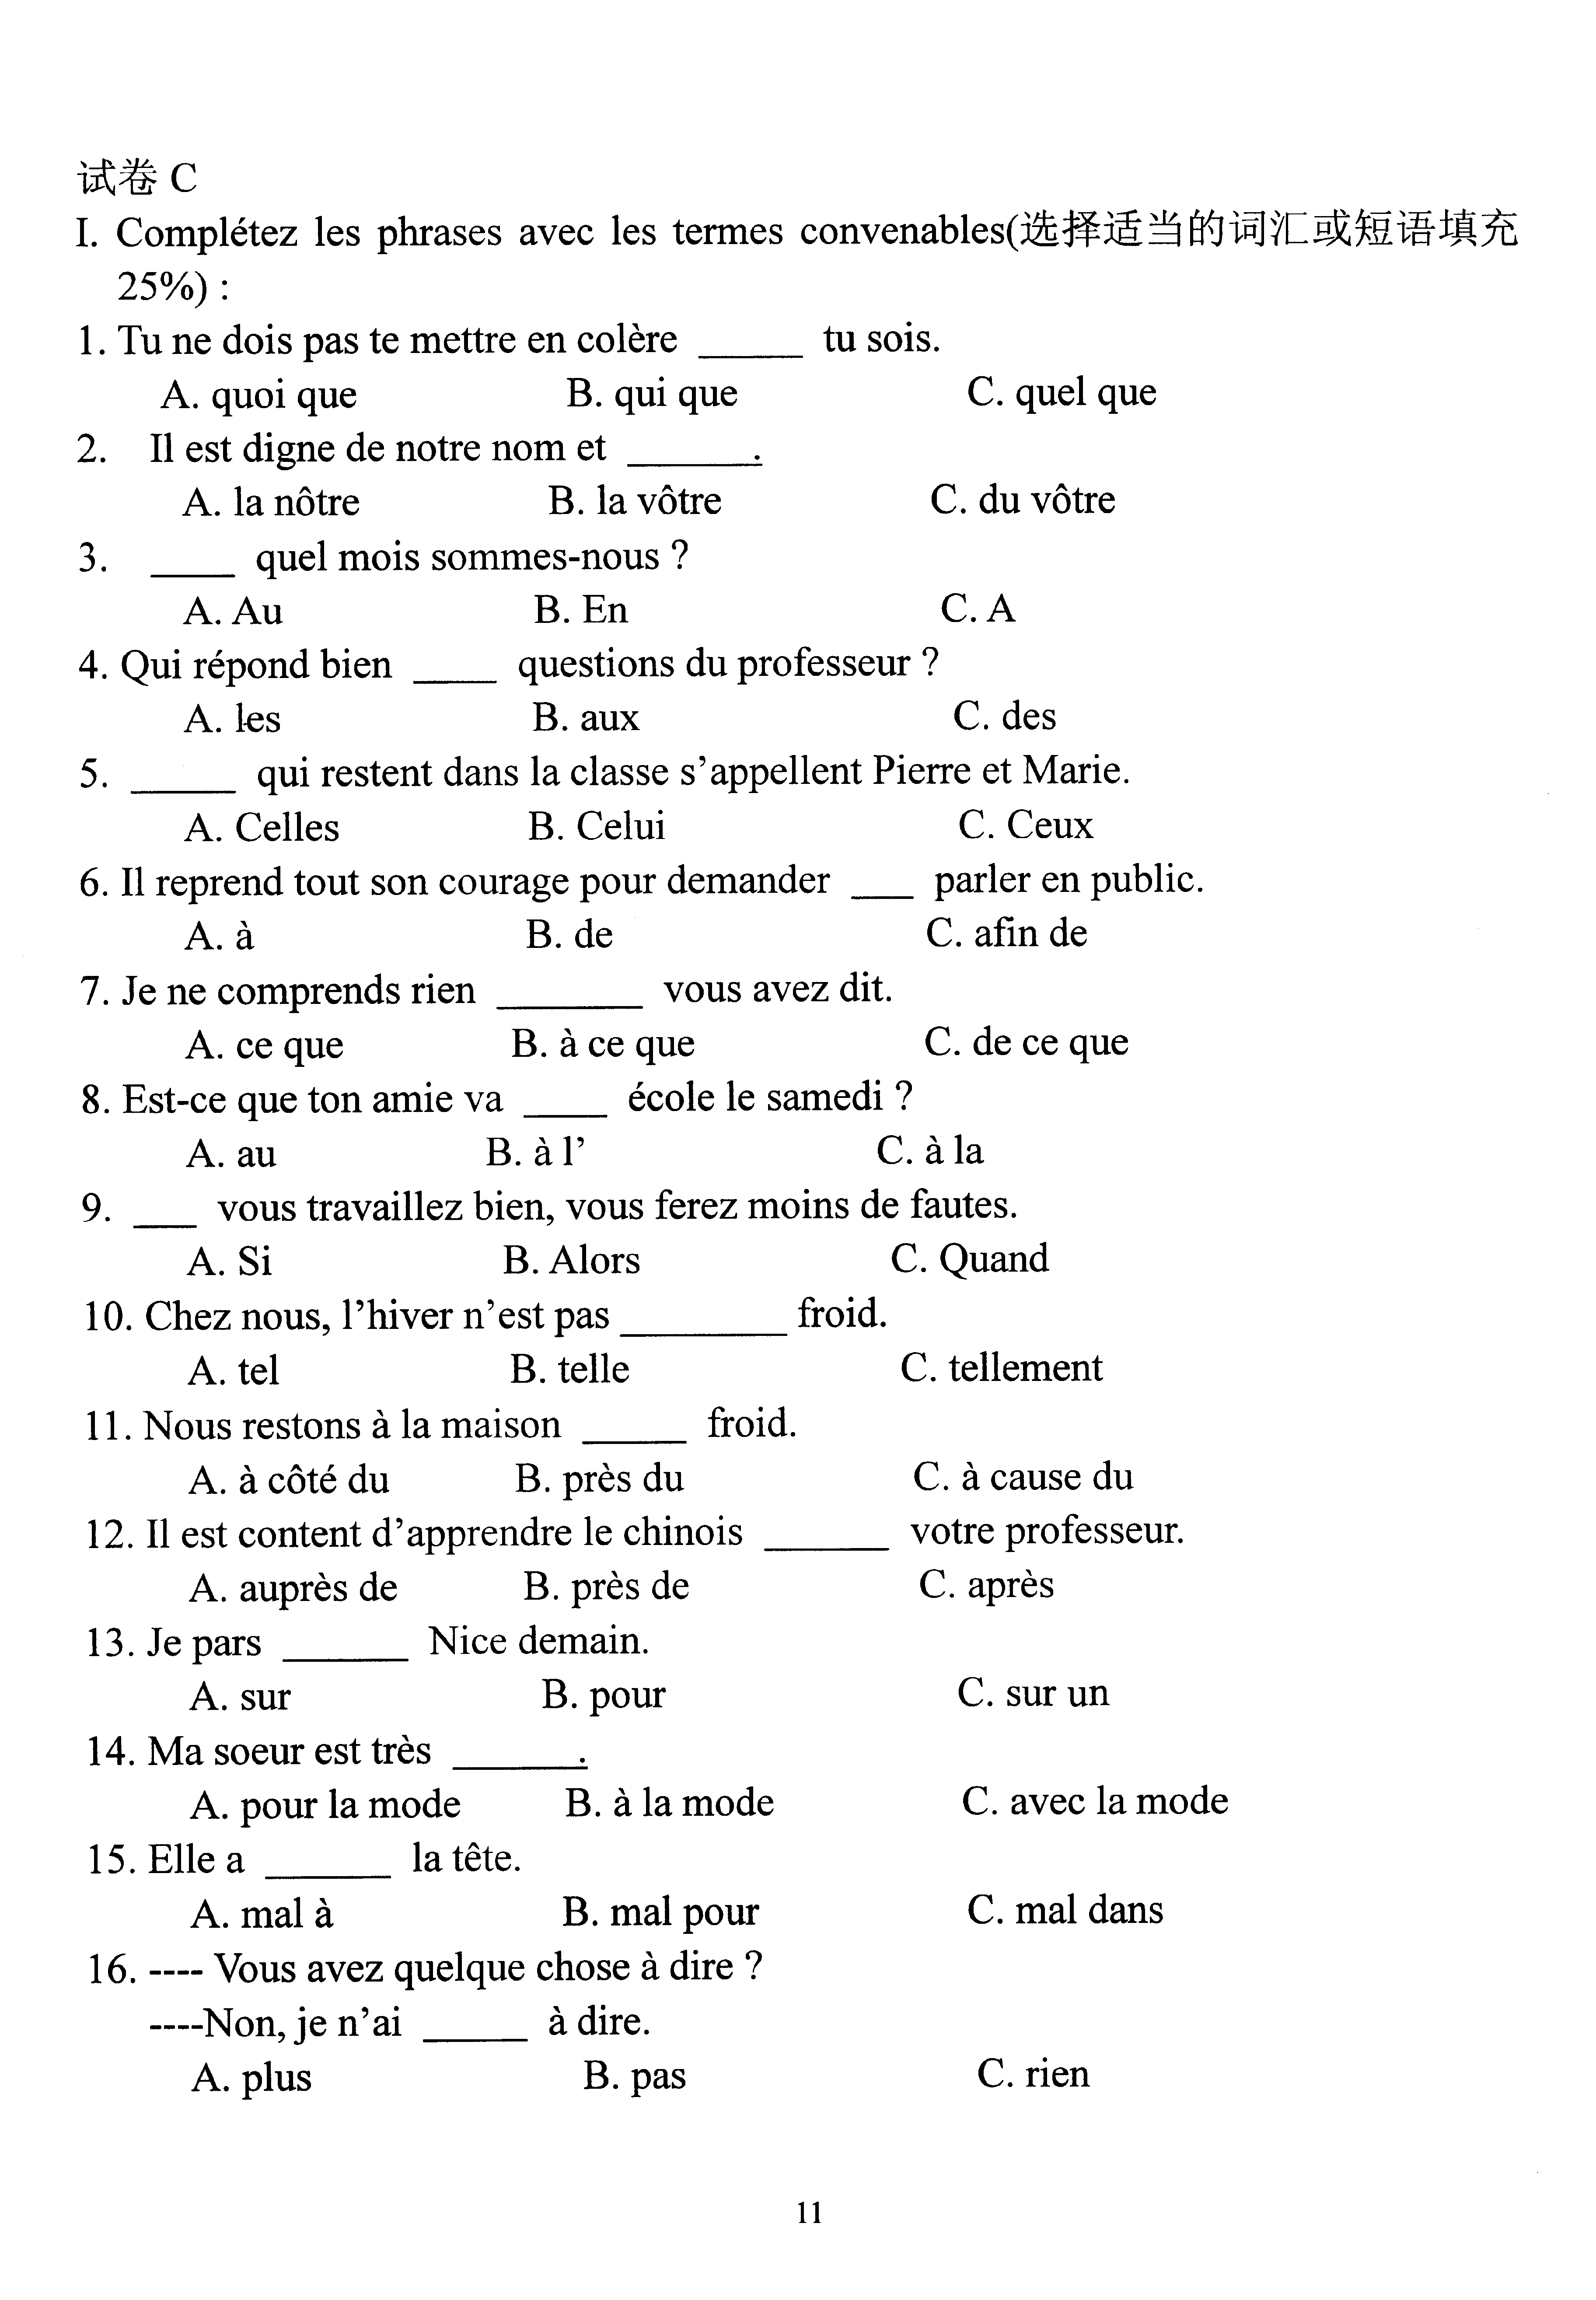 试卷 C
I. Complétez les phrases avec les termes convenables(选择适当的词汇或短语填充
25%) :
1. Tu ne dois pas te mettre en colère _____ tu sois.
A. quoi que B. qui que C. quel que
2. Il est digne de notre nom et ______.
A. la nôtre B. la vôtre C. du vôtre
3. ____ quel mois sommes-nous ?
A. Au B. En C. A
4. Qui répond bien ____ questions du professeur ?
A. les B. aux C. des
5. _____ qui restent dans la classe s’appellent Pierre et Marie.
A. Celles B. Celui C. Ceux
6. Il reprend tout son courage pour demander ___ parler en public.
A. à B. de C. afin de
7. Je ne comprends rien _______ vous avez dit.
A. ce que B. à ce que C. de ce que
8. Est-ce que ton amie va ____ école le samedi ?
A. au B. à l’ C. à la
9. ___ vous travaillez bien, vous ferez moins de fautes.
A. Si B. Alors C. Quand
10. Chez nous, l’hiver n’est pas ________ froid.
A. tel B. telle C. tellement
11. Nous restons à la maison _____ froid.
A. à côté du B. près du C. à cause du
12. Il est content d’apprendre le chinois ______ votre professeur.
A. auprès de B. près de C. après
13. Je pars ______ Nice demain.
A. sur B. pour C. sur un
14. Ma soeur est très ______.
A. pour la mode B. à la mode C. avec la mode
15. Elle a ______ la tête.
A. mal à B. mal pour C. mal dans
16. ---- Vous avez quelque chose à dire ?
----Non, je n’ai _____ à dire.
A. plus B. pas C. rien
11